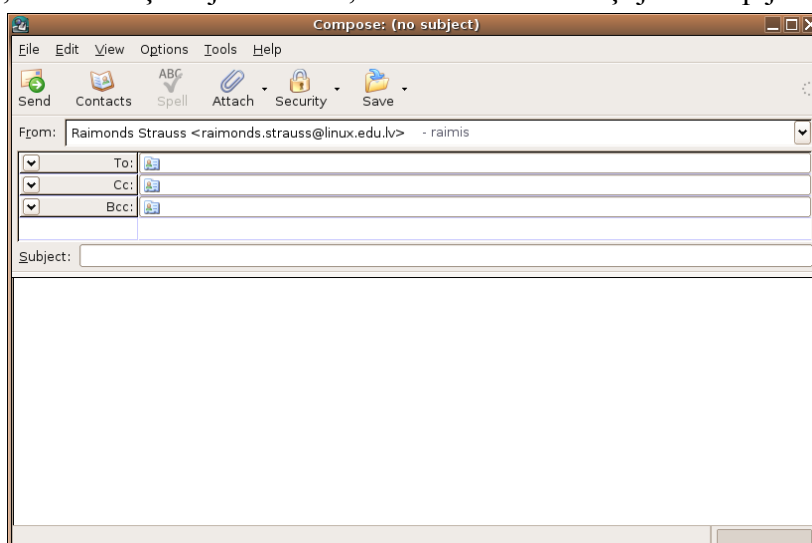 Compose: (no subject)
File Edit View Options Tools Help
ABC
Send Contacts Spell Attach Security Save
From: Raimonds Strauss <raimonds.strauss@linux.edu.lv> - raimis
To:
Cc:
Bcc:
Subject: